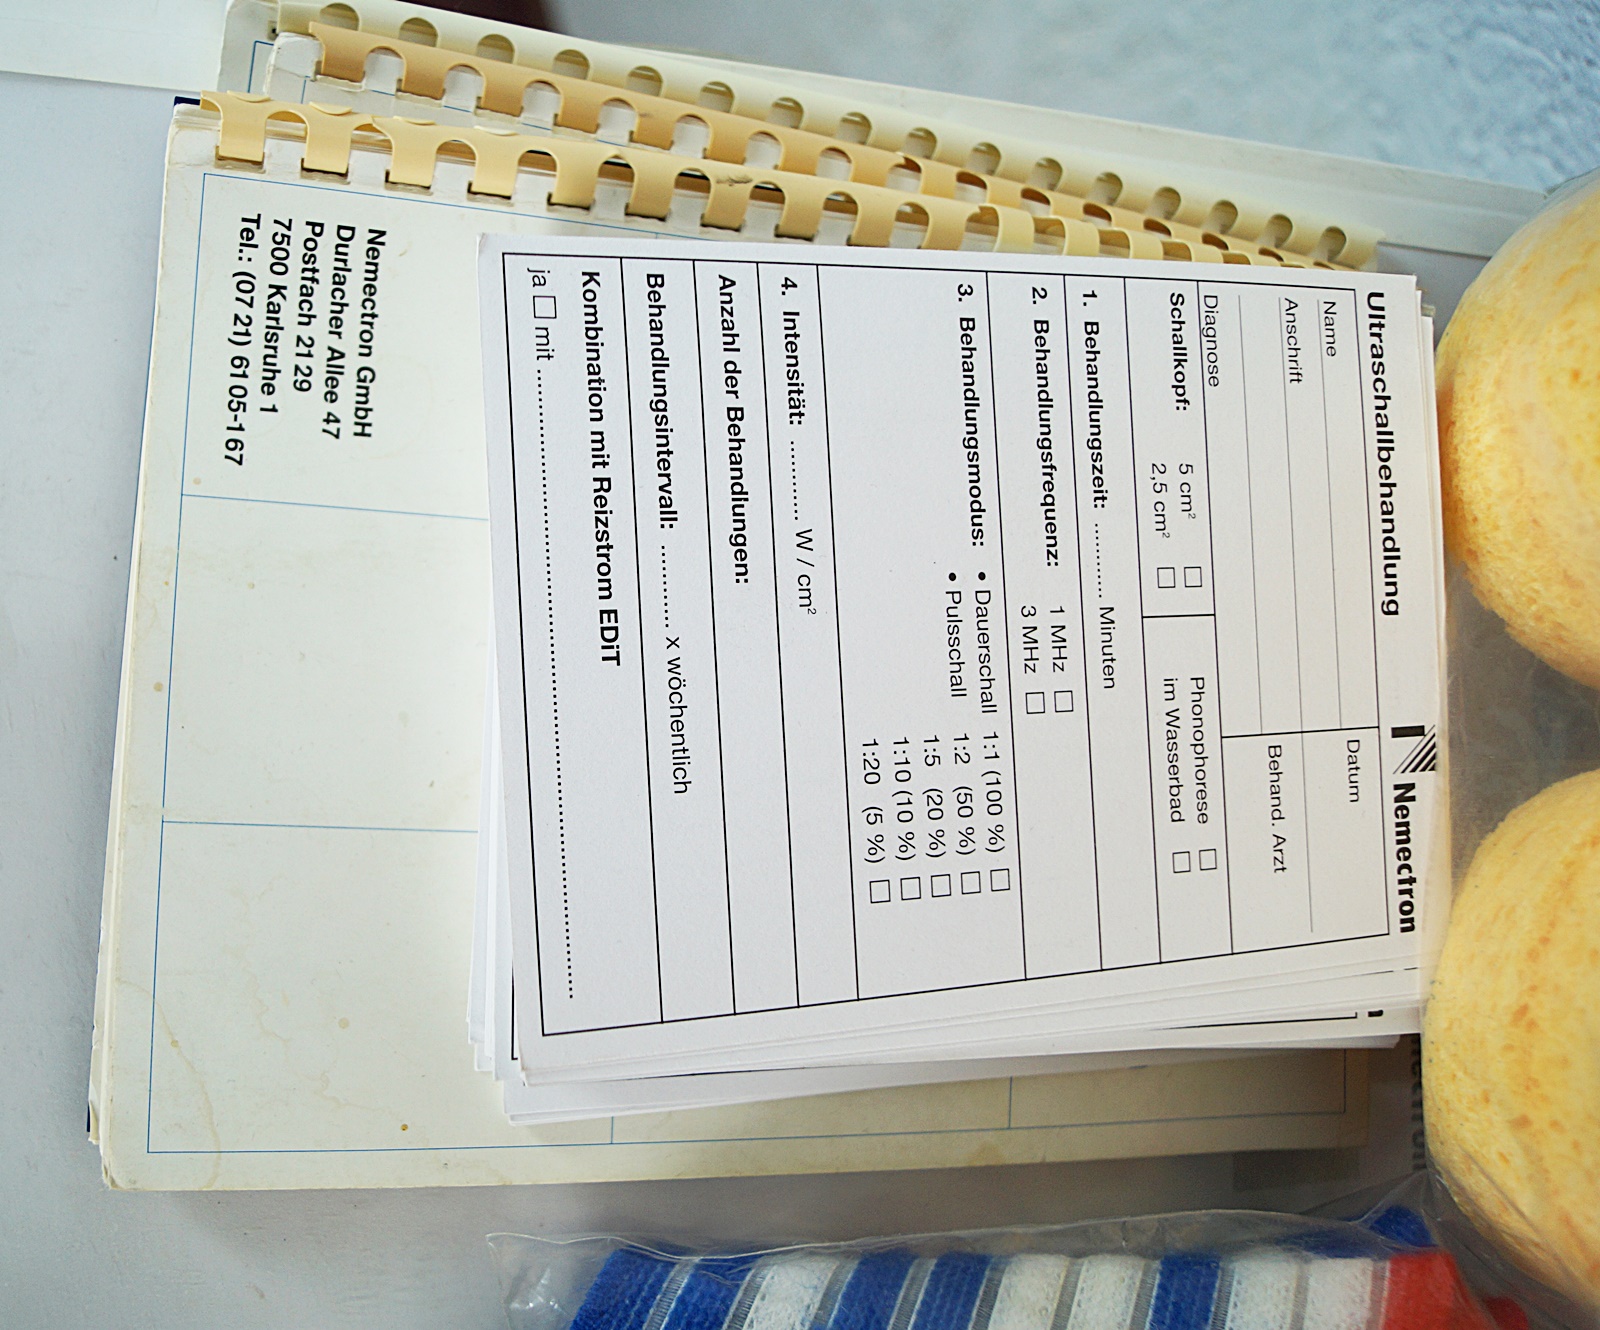 Ultraschallbehandlung
Nemectron
Name
Datum
Anschrift
Behand. Arzt
Diagnose
Schallkopf: 5 cm² □ Phonophorese □
2,5 cm² □ im Wasserbad □
1. Behandlungszeit: .......... Minuten
2. Behandlungsfrequenz: 1 MHz □
3 MHz □
3. Behandlungsmodus: • Dauerschall 1:1 (100 %) □
• Pulsschall 1:2 (50 %) □
1:5 (20 %) □
1:10 (10 %) □
1:20 (5 %) □
4. Intensität: .......... W / cm²
Anzahl der Behandlungen:
Behandlungsintervall: .......... x wöchentlich
Kombination mit Reizstrom EDiT
ja □ mit ..........................................................................
Nemectron GmbH
Durlacher Allee 47
Postfach 21 29
7500 Karlsruhe 1
Tel.: (07 21) 61 05-167